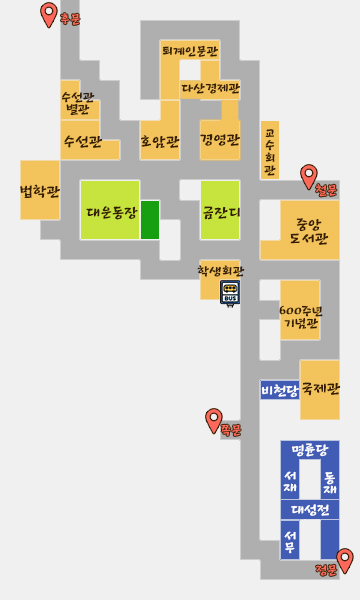 후문
퇴계인문관
수선관
별관
다산경제관
수선관
호암관
경영관
교수회관
법학관
철문
대운동장
금잔디
중앙
도서관
학생회관
BUS
600주년
기념관
비천당
국제관
쪽문
명륜당
서재
동재
대성전
서무
정문